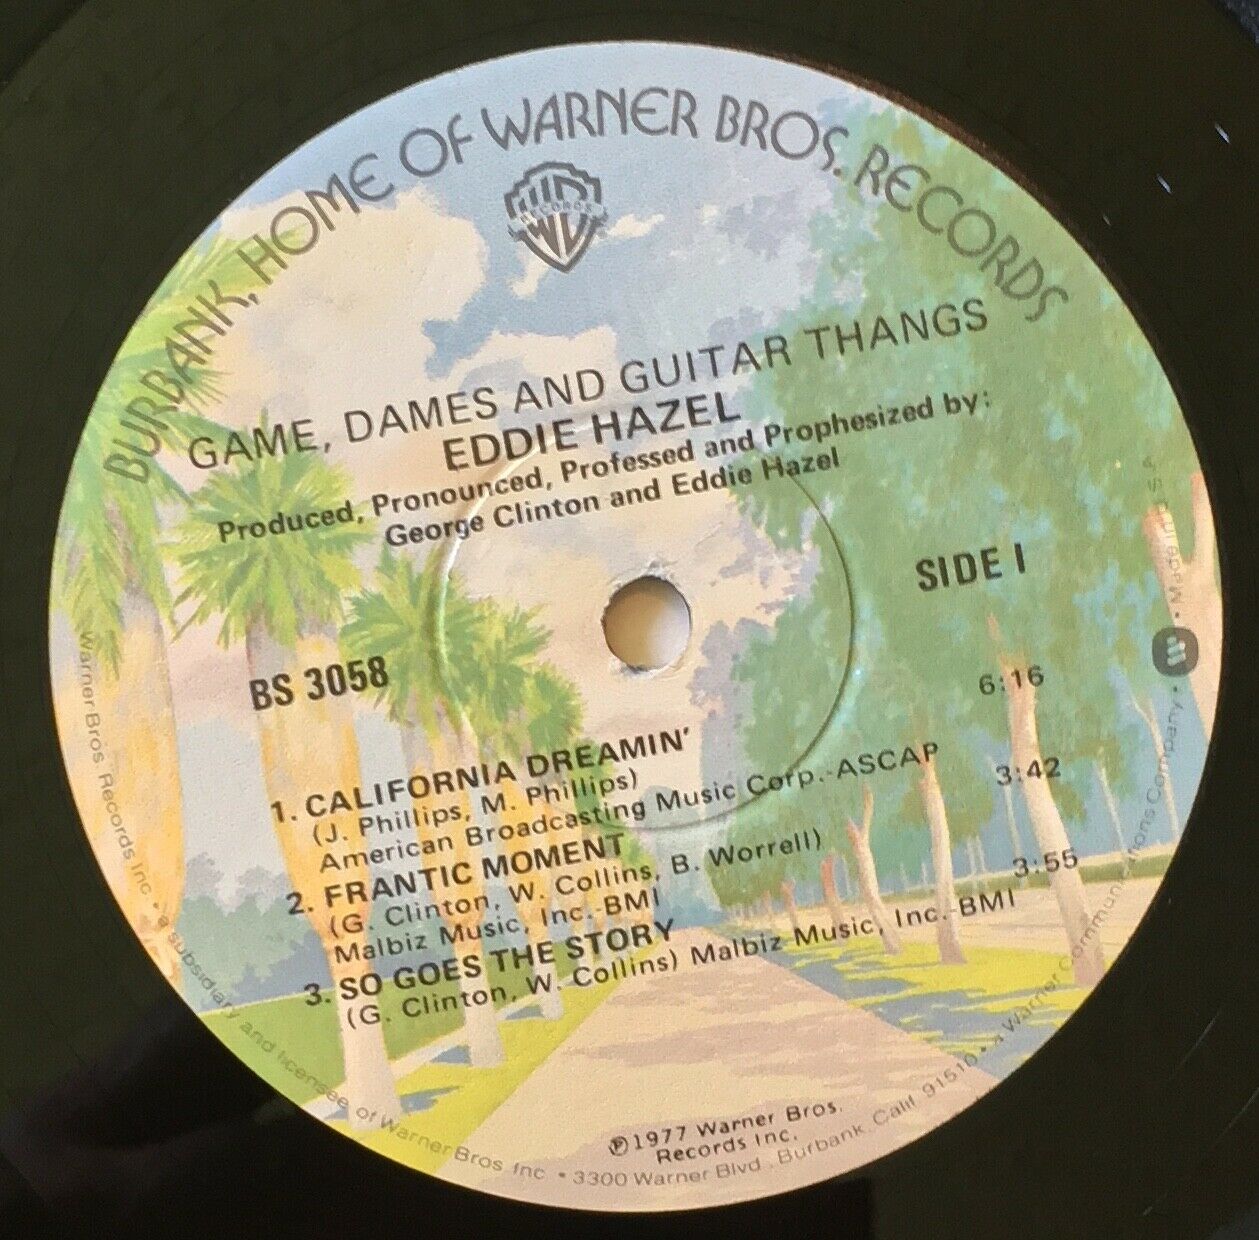 BURBANK, HOME OF WARNER BROS. RECORDS
WB
RECORDS
GAME, DAMES AND GUITAR THANGS
EDDIE HAZEL
Produced, Pronounced, Professed and Prophesized by:
George Clinton and Eddie Hazel
SIDE I
BS 3058
1. CALIFORNIA DREAMIN' 6:16
(J. Phillips, M. Phillips)
American Broadcasting Music Corp.-ASCAP
2. FRANTIC MOMENT 3:42
(G. Clinton, W. Collins, B. Worrell)
Malbiz Music, Inc.-BMI
3. SO GOES THE STORY 3:55
(G. Clinton, W. Collins) Malbiz Music, Inc.-BMI
℗1977 Warner Bros.
Records Inc.
Warner Bros Records Inc. • a subsidiary and licensee of Warner Bros Inc • 3300 Warner Blvd., Burbank, Calif. 91510 • a Warner Communications Company • Made in U.S.A.